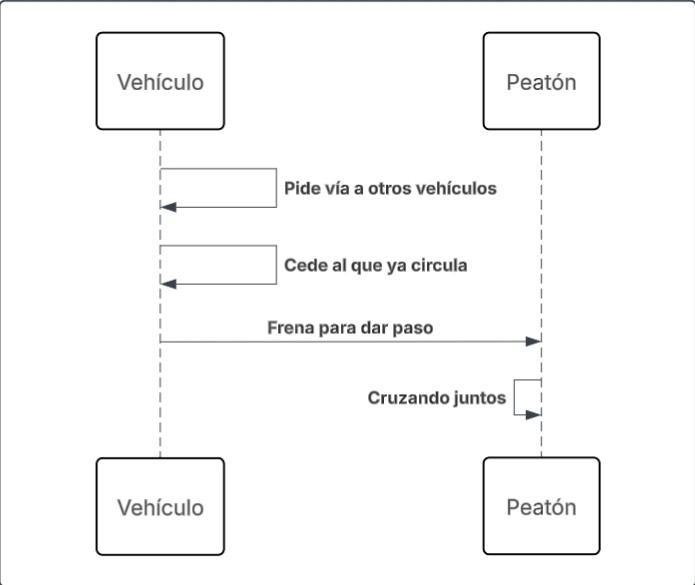 Vehículo
Peatón
Pide vía a otros vehículos
Cede al que ya circula
Frena para dar paso
Cruzando juntos
Vehículo
Peatón